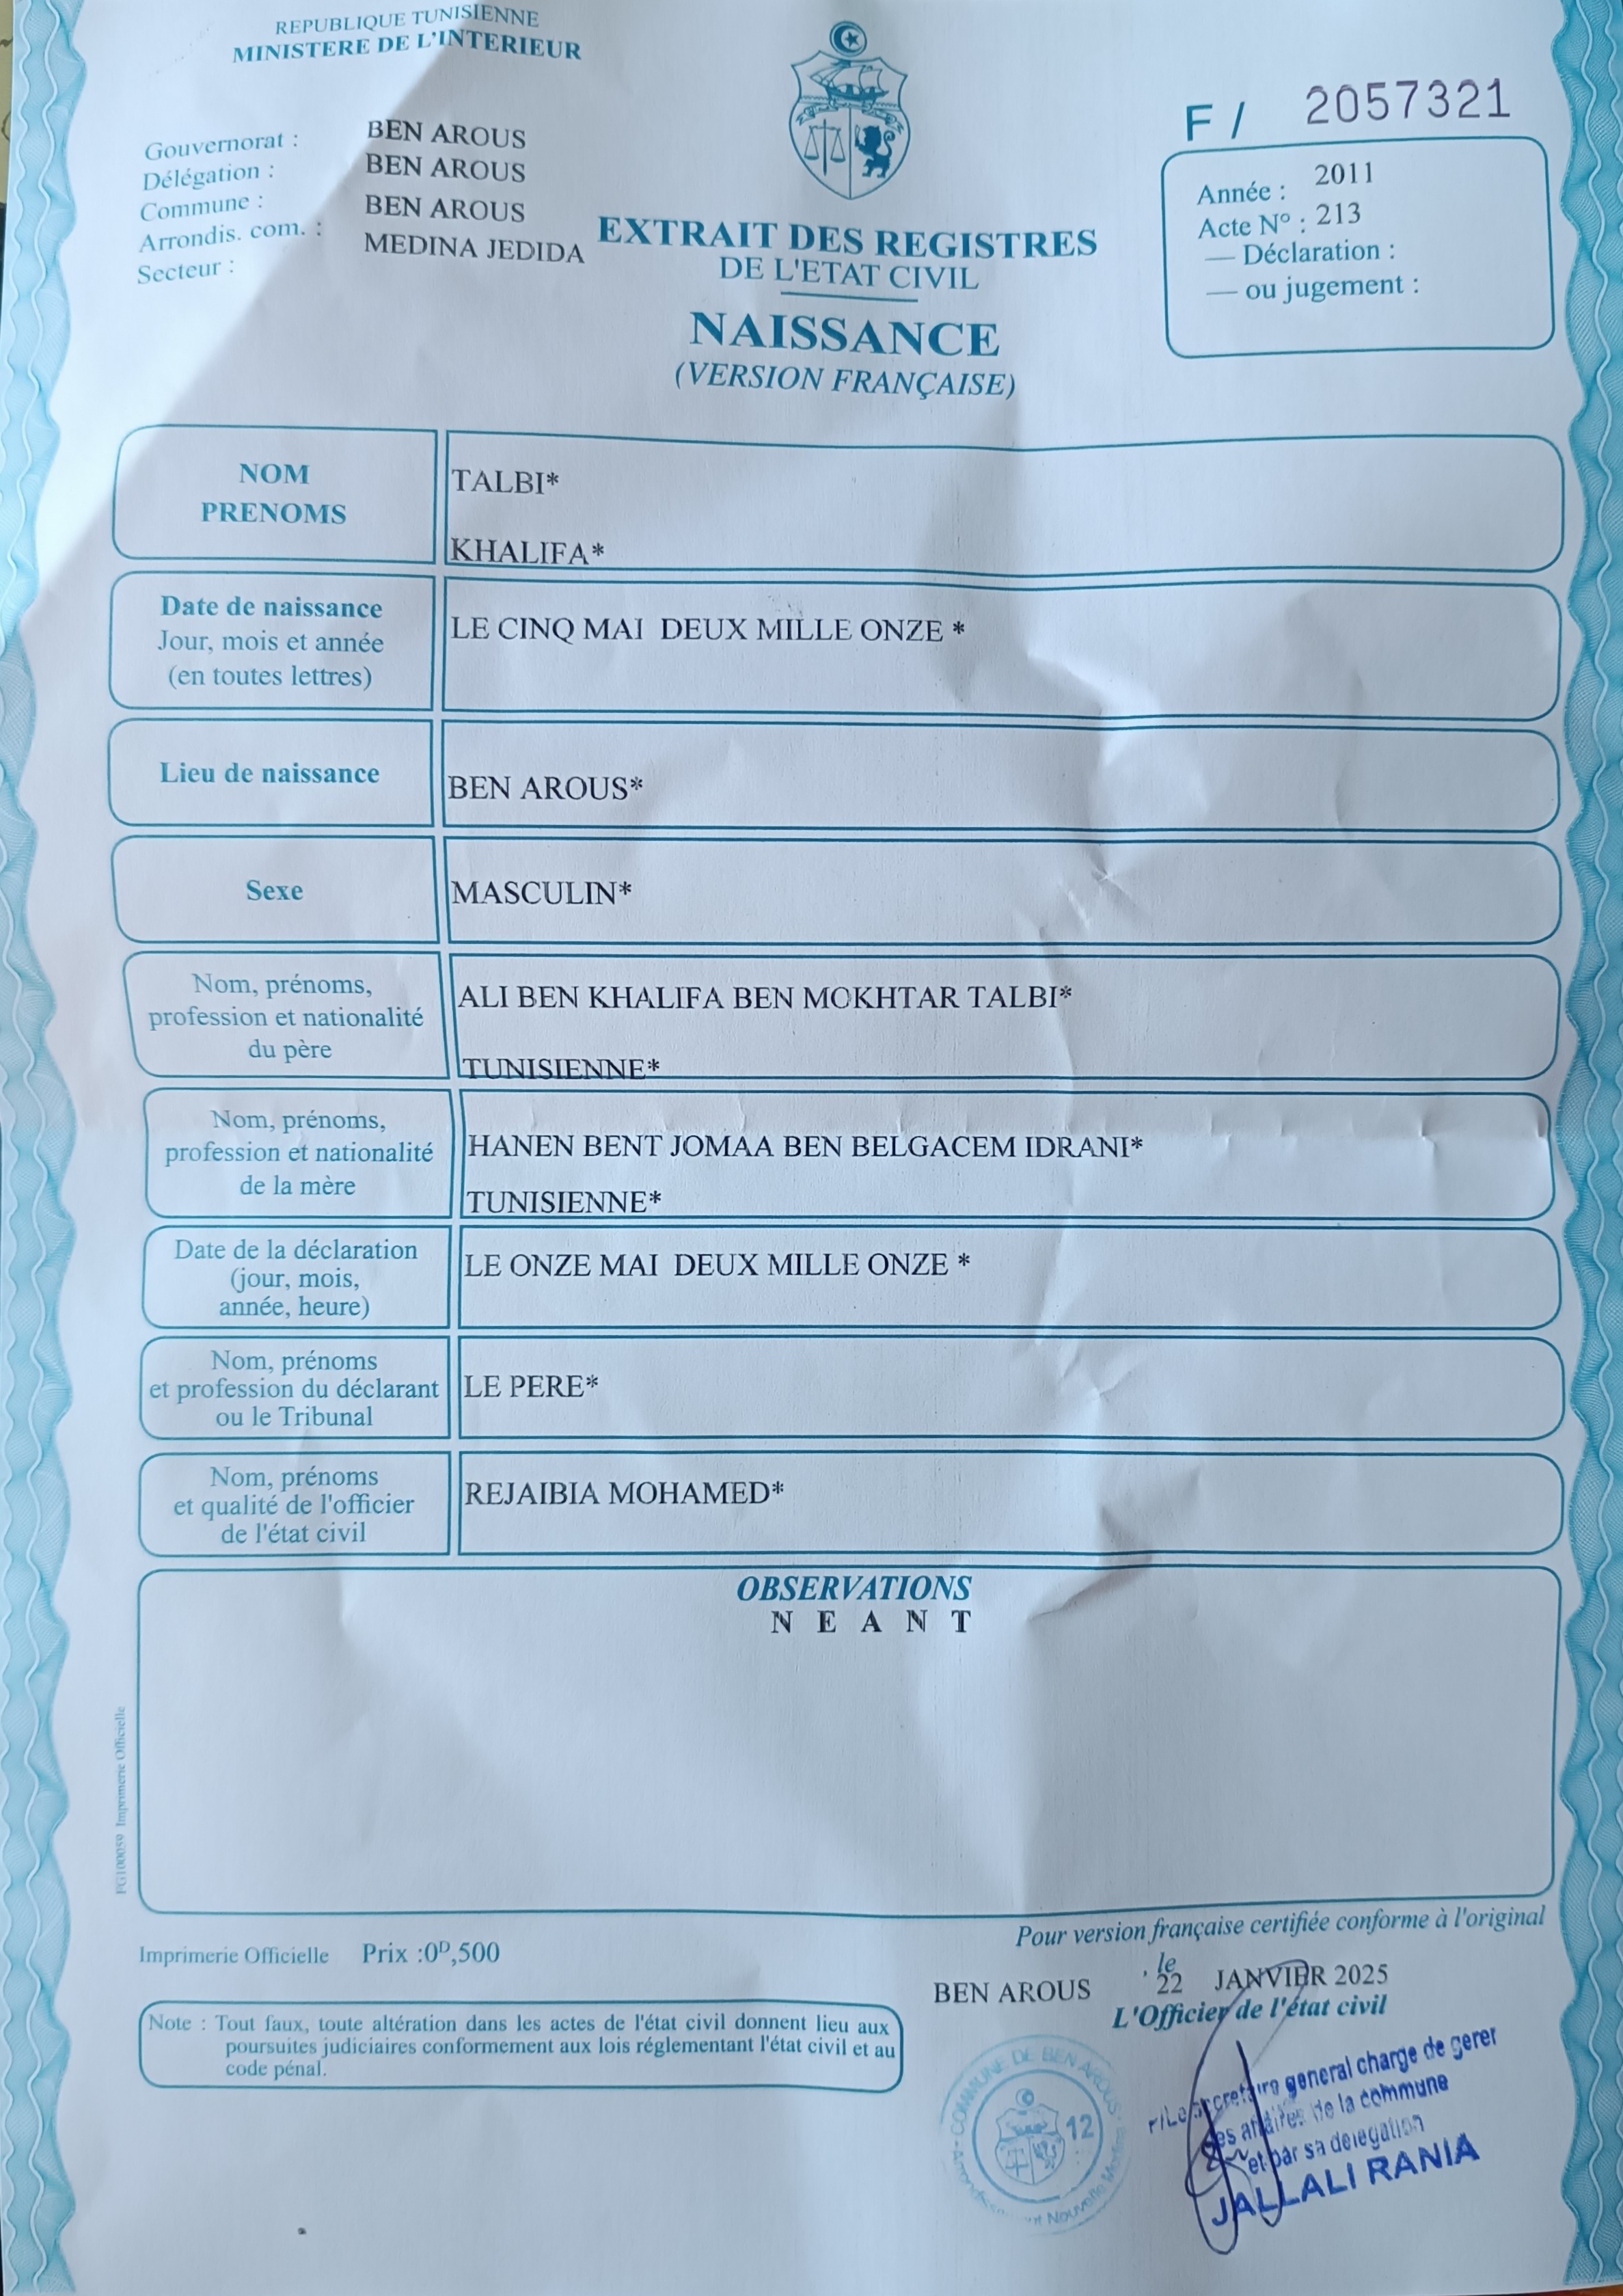 REPUBLIQUE TUNISIENNE
MINISTERE DE L'INTERIEUR
F / 2057321
Gouvernorat : BEN AROUS
Délégation : BEN AROUS
Commune : BEN AROUS
Arrondis. com. : MEDINA JEDIDA
Secteur :
Année : 2011
Acte Nº : 213
— Déclaration :
— ou jugement :
EXTRAIT DES REGISTRES
DE L'ETAT CIVIL
NAISSANCE
(VERSION FRANÇAISE)
NOM
PRENOMS
TALBI*
KHALIFA*
Date de naissance
Jour, mois et année
(en toutes lettres)
LE CINQ MAI DEUX MILLE ONZE *
Lieu de naissance
BEN AROUS*
Sexe
MASCULIN*
Nom, prénoms,
profession et nationalité
du père
ALI BEN KHALIFA BEN MOKHTAR TALBI*
TUNISIENNE*
Nom, prénoms,
profession et nationalité
de la mère
HANEN BENT JOMAA BEN BELGACEM IDRANI*
TUNISIENNE*
Date de la déclaration
(jour, mois,
année, heure)
LE ONZE MAI DEUX MILLE ONZE *
Nom, prénoms
et profession du déclarant
ou le Tribunal
LE PERE*
Nom, prénoms
et qualité de l'officier
de l'état civil
REJAIBIA MOHAMED*
OBSERVATIONS
N E A N T
FG100059 Imprimerie Officielle
Pour version française certifiée conforme à l'original
Imprimerie Officielle Prix :0ᴰ,500
BEN AROUS , le 22 JANVIER 2025
L'Officier de l'état civil
Note : Tout faux, toute altération dans les actes de l'état civil donnent lieu aux
poursuites judiciaires conformement aux lois réglementant l'état civil et au
code pénal.
COMMUNE DE BEN AROUS
12
Nouvelle
general charge de gerer
de la commune
et par sa delegation
JALLALI RANIA